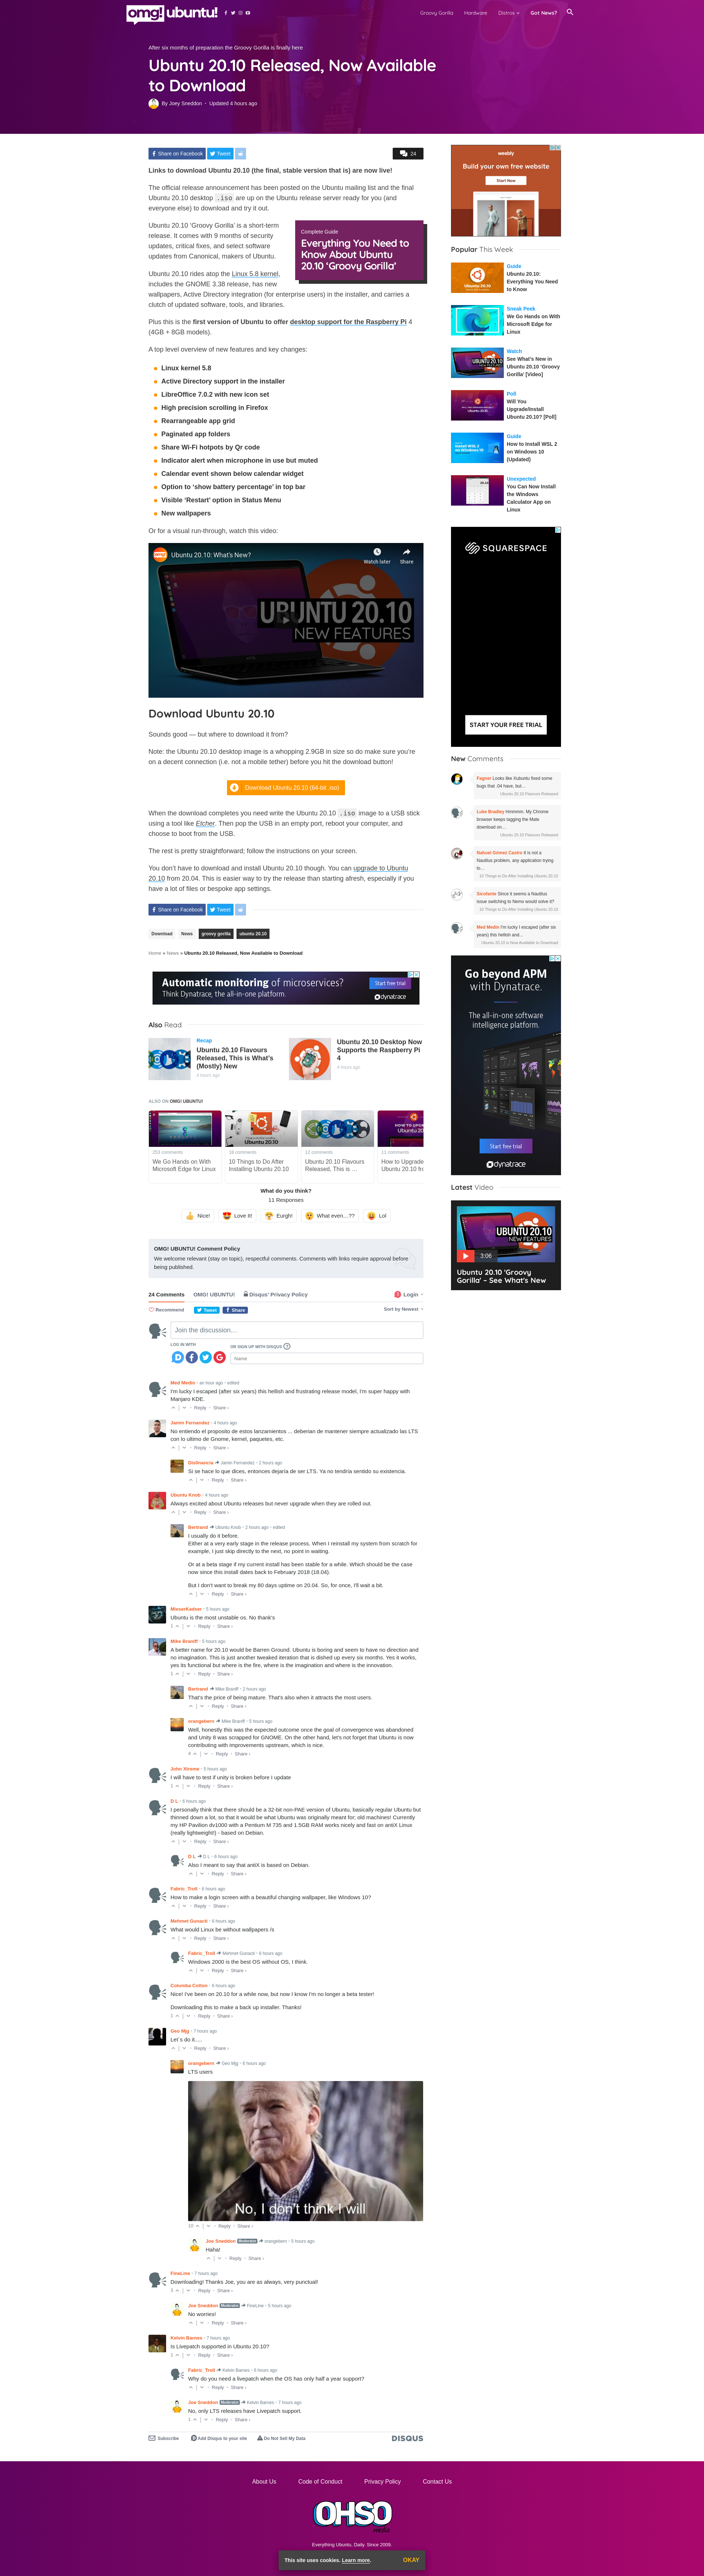 omg! ubuntu!
Groovy Gorilla Hardware Distros Got News?
After six months of preparation the Groovy Gorilla is finally here
Ubuntu 20.10 Released, Now Available
to Download
By Joey Sneddon · Updated 4 hours ago
Share on Facebook Tweet 24
Links to download Ubuntu 20.10 (the final, stable version that is) are now live!
The official release announcement has been posted on the Ubuntu mailing list and the final
Ubuntu 20.10 desktop .iso are up on the Ubuntu release server ready for you (and
everyone else) to download and try it out.
Ubuntu 20.10 ‘Groovy Gorilla’ is a short-term
release. It comes with 9 months of security
updates, critical fixes, and select software
updates from Canonical, makers of Ubuntu.
Complete Guide
Everything You Need to
Know About Ubuntu
20.10 ‘Groovy Gorilla’
Ubuntu 20.10 rides atop the Linux 5.8 kernel,
includes the GNOME 3.38 release, has new
wallpapers, Active Directory integration (for enterprise users) in the installer, and carries a
clutch of updated software, tools, and libraries.
Plus this is the first version of Ubuntu to offer desktop support for the Raspberry Pi 4
(4GB + 8GB models).
A top level overview of new features and key changes:
Linux kernel 5.8
Active Directory support in the installer
LibreOffice 7.0.2 with new icon set
High precision scrolling in Firefox
Rearrangeable app grid
Paginated app folders
Share Wi-Fi hotpots by Qr code
Indicator alert when microphone in use but muted
Calendar event shown below calendar widget
Option to ‘show battery percentage’ in top bar
Visible ‘Restart’ option in Status Menu
New wallpapers
Or for a visual run-through, watch this video:
Ubuntu 20.10: What's New?
Watch later Share
UBUNTU 20.10
NEW FEATURES
Download Ubuntu 20.10
Sounds good — but where to download it from?
Note: the Ubuntu 20.10 desktop image is a whopping 2.9GB in size so do make sure you’re
on a decent connection (i.e. not a mobile tether) before you hit the download button!
Download Ubuntu 20.10 (64-bit .iso)
When the download completes you need write the Ubuntu 20.10 .iso image to a USB stick
using a tool like Etcher. Then pop the USB in an empty port, reboot your computer, and
choose to boot from the USB.
The rest is pretty straightforward; follow the instructions on your screen.
You don’t have to download and install Ubuntu 20.10 though. You can upgrade to Ubuntu
20.10 from 20.04. This is easier way to try the release than starting afresh, especially if you
have a lot of files or bespoke app settings.
Share on Facebook Tweet
Download News groovy gorilla ubuntu 20.10
Home » News » Ubuntu 20.10 Released, Now Available to Download
Automatic monitoring of microservices?
Think Dynatrace, the all-in-one platform.
Start free trial
dynatrace
Also Read
Recap
Ubuntu 20.10 Flavours
Released, This is What’s
(Mostly) New
Ubuntu 20.10 Desktop Now
Supports the Raspberry Pi
4
4 hours ago
ALSO ON OMG! UBUNTU!
253 comments
We Go Hands on With
Microsoft Edge for Linux
10 Things to Do After
Installing Ubuntu 20.10
12 comments
Ubuntu 20.10 Flavours
Released, This is …
11 comments
How to Upgrade
Ubuntu 20.10 fro
What do you think?
11 Responses
Nice! Love It! Eurgh! What even…?? Lol
OMG! UBUNTU! Comment Policy
We welcome relevant (stay on topic), respectful comments. Comments with links require approval before
being published.
24 Comments OMG! UBUNTU! Disqus' Privacy Policy Login
Recommend Tweet Share Sort by Newest
Join the discussion…
LOG IN WITH
OR SIGN UP WITH DISQUS
Name
Med Medin • an hour ago • edited
I'm lucky I escaped (after six years) this hellish and frustrating release model, I'm super happy with
Manjaro KDE.
Reply Share ›
Jamin Fernandez • 4 hours ago
No entiendo el proposito de estos lanzamientos ... deberian de mantener siempre actualizado las LTS
con lo ultimo de Gnome, kernel, paquetes, etc.
Reply Share ›
Jamin Fernandez • 2 hours ago
Si se hace lo que dices, entonces dejaría de ser LTS. Ya no tendría sentido su existencia.
Reply Share ›
Ubuntu Knob • 4 hours ago
Always excited about Ubuntu releases but never upgrade when they are rolled out.
Reply Share ›
Bertrand Ubuntu Knob • 2 hours ago • edited
I usually do it before.
Either at a very early stage in the release process. When I reinstall my system from scratch for
example, I just skip directly to the next, no point in waiting.
Or at a beta stage if my current install has been stable for a while. Which should be the case
now since this install dates back to February 2018 (18.04).
But I don't want to break my 80 days uptime on 20.04. So, for once, I'll wait a bit.
Reply Share ›
MieserKadser • 5 hours ago
Ubuntu is the most unstable os. No thank's
1 Reply Share ›
Mike Braniff • 5 hours ago
A better name for 20.10 would be Barren Ground. Ubuntu is boring and seem to have no direction and
no imagination. This is just another tweaked iteration that is dished up every six months. Yes it works,
yes its functional but where is the fire, where is the imagination and where is the innovation.
1 Reply Share ›
Bertrand Mike Braniff • 2 hours ago
That's the price of being mature. That's also when it attracts the most users.
Reply Share ›
orangebern Mike Braniff • 5 hours ago
Well, honestly this was the expected outcome once the goal of convergence was abandoned
and Unity 8 was scrapped for GNOME. On the other hand, let's not forget that Ubuntu is now
contributing with improvements upstream, which is nice.
4 Reply Share ›
John Xtreme • 5 hours ago
I will have to test if unity is broken before I update
1 Reply Share ›
D L • 6 hours ago
I personally think that there should be a 32-bit non-PAE version of Ubuntu, basically regular Ubuntu but
thinned down a lot, so that it would be what Ubuntu was originally meant for; old machines! Currently
my HP Pavilion dv1000 with a Pentium M 735 and 1.5GB RAM works nicely and fast on antiX Linux
(really lightweight!) - based on Debian.
Reply Share ›
D L D L • 6 hours ago
Also I meant to say that antiX is based on Debian.
Reply Share ›
Fabric_Troll • 6 hours ago
How to make a login screen with a beautiful changing wallpaper, like Windows 10?
Reply Share ›
Mehmet Gunacti • 6 hours ago
What would Linux be without wallpapers /s
Reply Share ›
Fabric_Troll Mehmet Gunacti • 6 hours ago
Windows 2000 is the best OS without OS, I think.
Reply Share ›
Columba Colton • 6 hours ago
Nice! I've been on 20.10 for a while now, but now I know I'm no longer a beta tester!
Downloading this to make a back up installer. Thanks!
1 Reply Share ›
Geo Mjg • 7 hours ago
Let´s do it.....
Reply Share ›
orangebern Geo Mjg • 6 hours ago
LTS users
No, I don't think I will
10 Reply Share ›
Joe Sneddon Moderator orangebern • 5 hours ago
Haha!
Reply Share ›
FineLine • 7 hours ago
Downloading! Thanks Joe, you are as always, very punctual!
Reply Share ›
Joe Sneddon Moderator FineLine • 5 hours ago
No worries!
Reply Share ›
Kelvin Barnes • 7 hours ago
Is Livepatch supported in Ubuntu 20.10?
Reply Share ›
Fabric_Troll Kelvin Barnes • 6 hours ago
Why do you need a livepatch when the OS has only half a year support?
Reply Share ›
Joe Sneddon Moderator Kelvin Barnes • 7 hours ago
No, only LTS releases have Livepatch support.
1 Reply Share ›
Subscribe Add Disqus to your site Do Not Sell My Data DISQUS
weebly
Build your own free website
Start Now
Popular This Week
Guide
Ubuntu 20.10:
Everything You Need
to Know
Sneak Peek
We Go Hands on With
Microsoft Edge for
Linux
Watch
See What’s New in
Ubuntu 20.10 ‘Groovy
Gorilla’ [Video]
Poll
Will You
Upgrade/Install
Ubuntu 20.10? [Poll]
Guide
How to Install WSL 2
on Windows 10
(Updated)
Unexpected
You Can Now Install
the Windows
Calculator App on
Linux
SQUARESPACE
START YOUR FREE TRIAL
New Comments
Fagner Looks like Xubuntu fixed some
bugs that .04 have, but...
Ubuntu 20.10 Flavours Released
Luke Bradley Hmmmm. My Chrome
browser keeps tagging the Mate
download on…
Ubuntu 20.10 Flavours Released
Nahuel Gómez Castro It is not a
Nautilus problem, any application trying
to…
10 Things to Do After Installing Ubuntu 20.10
Sicofante Since it seems a Nautilus
issue switching to Nemo would solve it?
10 Things to Do After Installing Ubuntu 20.10
Med Medin I'm lucky I escaped (after six
years) this hellish and…
Ubuntu 20.10 is Now Available to Download
Go beyond APM
with Dynatrace.
The all-in-one software
intelligence platform.
Start free trial
dynatrace
Latest Video
UBUNTU 20.10
NEW FEATURES
3:06
Ubuntu 20.10 'Groovy
Gorilla' – See What's New
About Us Code of Conduct Privacy Policy Contact Us
OHSO
Everything Ubuntu. Daily. Since 2009.
This site uses cookies. Learn more. OKAY